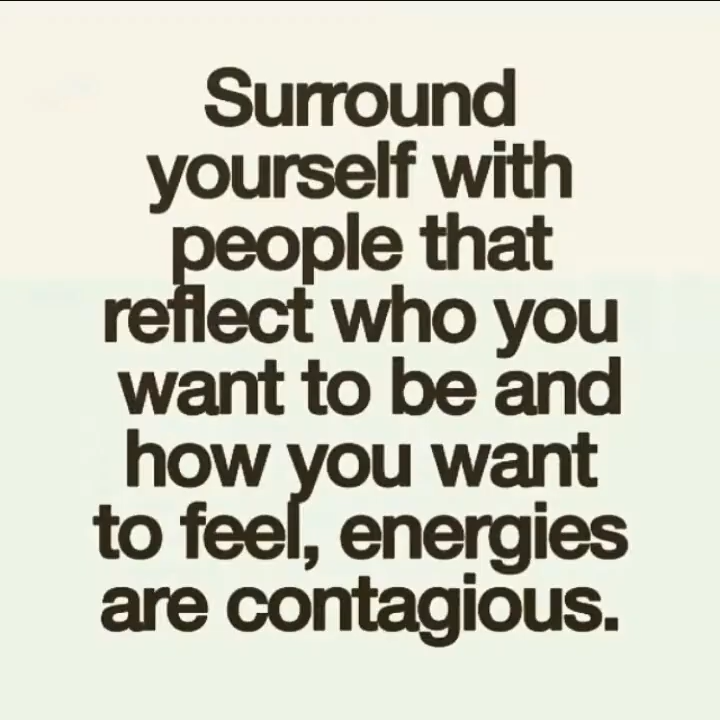 Surround
yourself with
people that
reflect who you
want to be and
how you want
to feel, energies
are contagious.